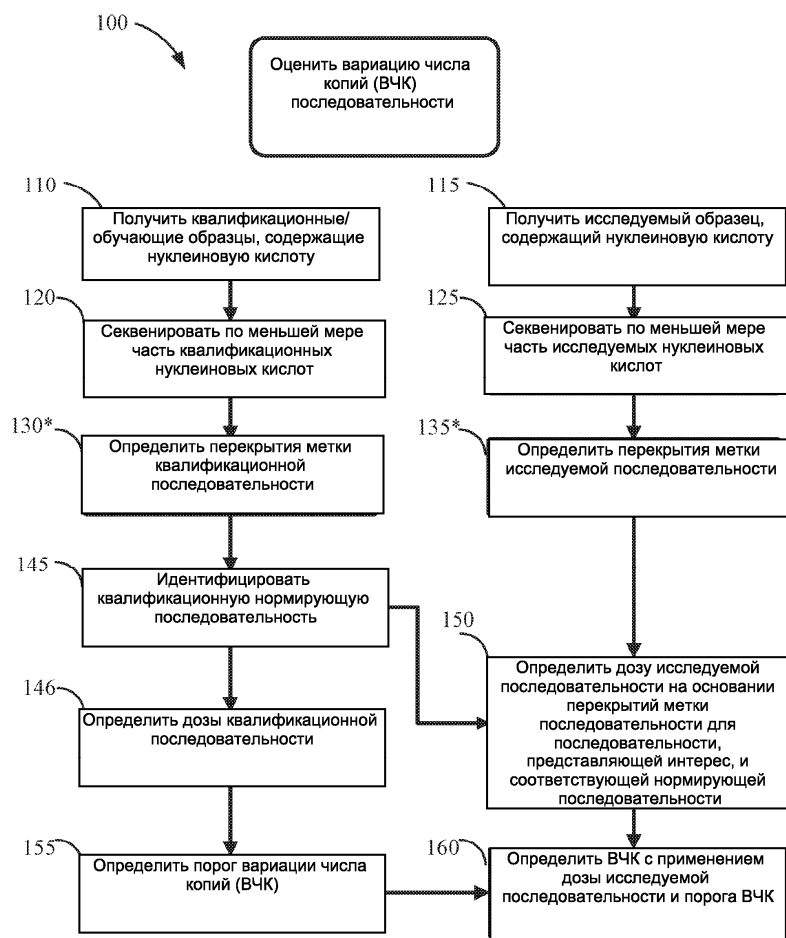 100
Оценить вариацию числа
копий (ВЧК)
последовательности
110
Получить квалификационные/
обучающие образцы, содержащие
нуклеиновую кислоту
115
Получить исследуемый образец,
содержащий нуклеиновую кислоту
120
Секвенировать по меньшей мере
часть квалификационных
нуклеиновых кислот
125
Секвенировать по меньшей мере
часть исследуемых нуклеиновых
кислот
130*
Определить перекрытия метки
квалификационной
последовательности
135*
Определить перекрытия метки
исследуемой последовательности
145
Идентифицировать
квалификационную нормирующую
последовательность
146
Определить дозы квалификационной
последовательности
150
Определить дозу исследуемой
последовательности на основании
перекрытий метки
последовательности для
последовательности,
представляющей интерес, и
соответствующей нормирующей
последовательности
155
Определить порог вариации числа
копий (ВЧК)
160
Определить ВЧК с применением
дозы исследуемой
последовательности и порога ВЧК